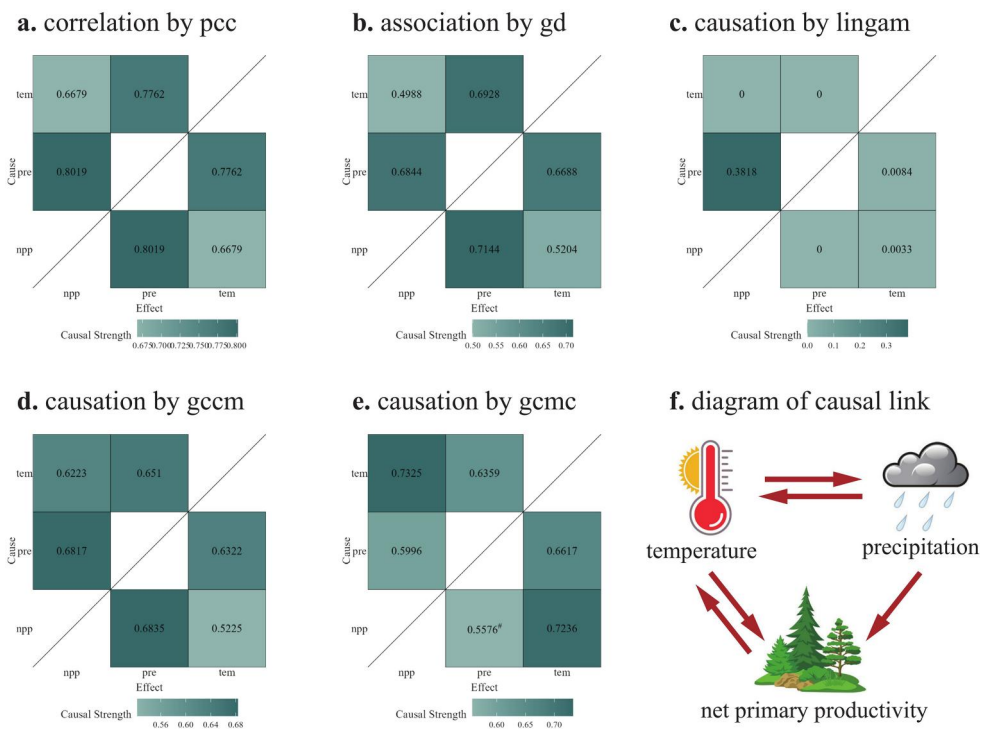 a. correlation by pcc
tem
0.6679 0.7762
Cause
pre
0.8019 0.7762
npp
0.8019 0.6679
npp pre tem
Effect
Causal Strength
0.675 0.700 0.725 0.750 0.775 0.800
b. association by gd
tem
0.4988 0.6928
Cause
pre
0.6844 0.6688
npp
0.7144 0.5204
npp pre tem
Effect
Causal Strength
0.50 0.55 0.60 0.65 0.70
c. causation by lingam
tem
0 0
Cause
pre
0.3818 0.0084
npp
0 0.0033
npp pre tem
Effect
Causal Strength
0.0 0.1 0.2 0.3
d. causation by gccm
tem
0.6223 0.651
Cause
pre
0.6817 0.6322
npp
0.6835 0.5225
npp pre tem
Effect
Causal Strength
0.56 0.60 0.64 0.68
e. causation by gcmc
tem
0.7325 0.6359
Cause
pre
0.5996 0.6617
npp
0.5576# 0.7236
npp pre tem
Effect
Causal Strength
0.60 0.65 0.70
f. diagram of causal link
temperature
precipitation
net primary productivity